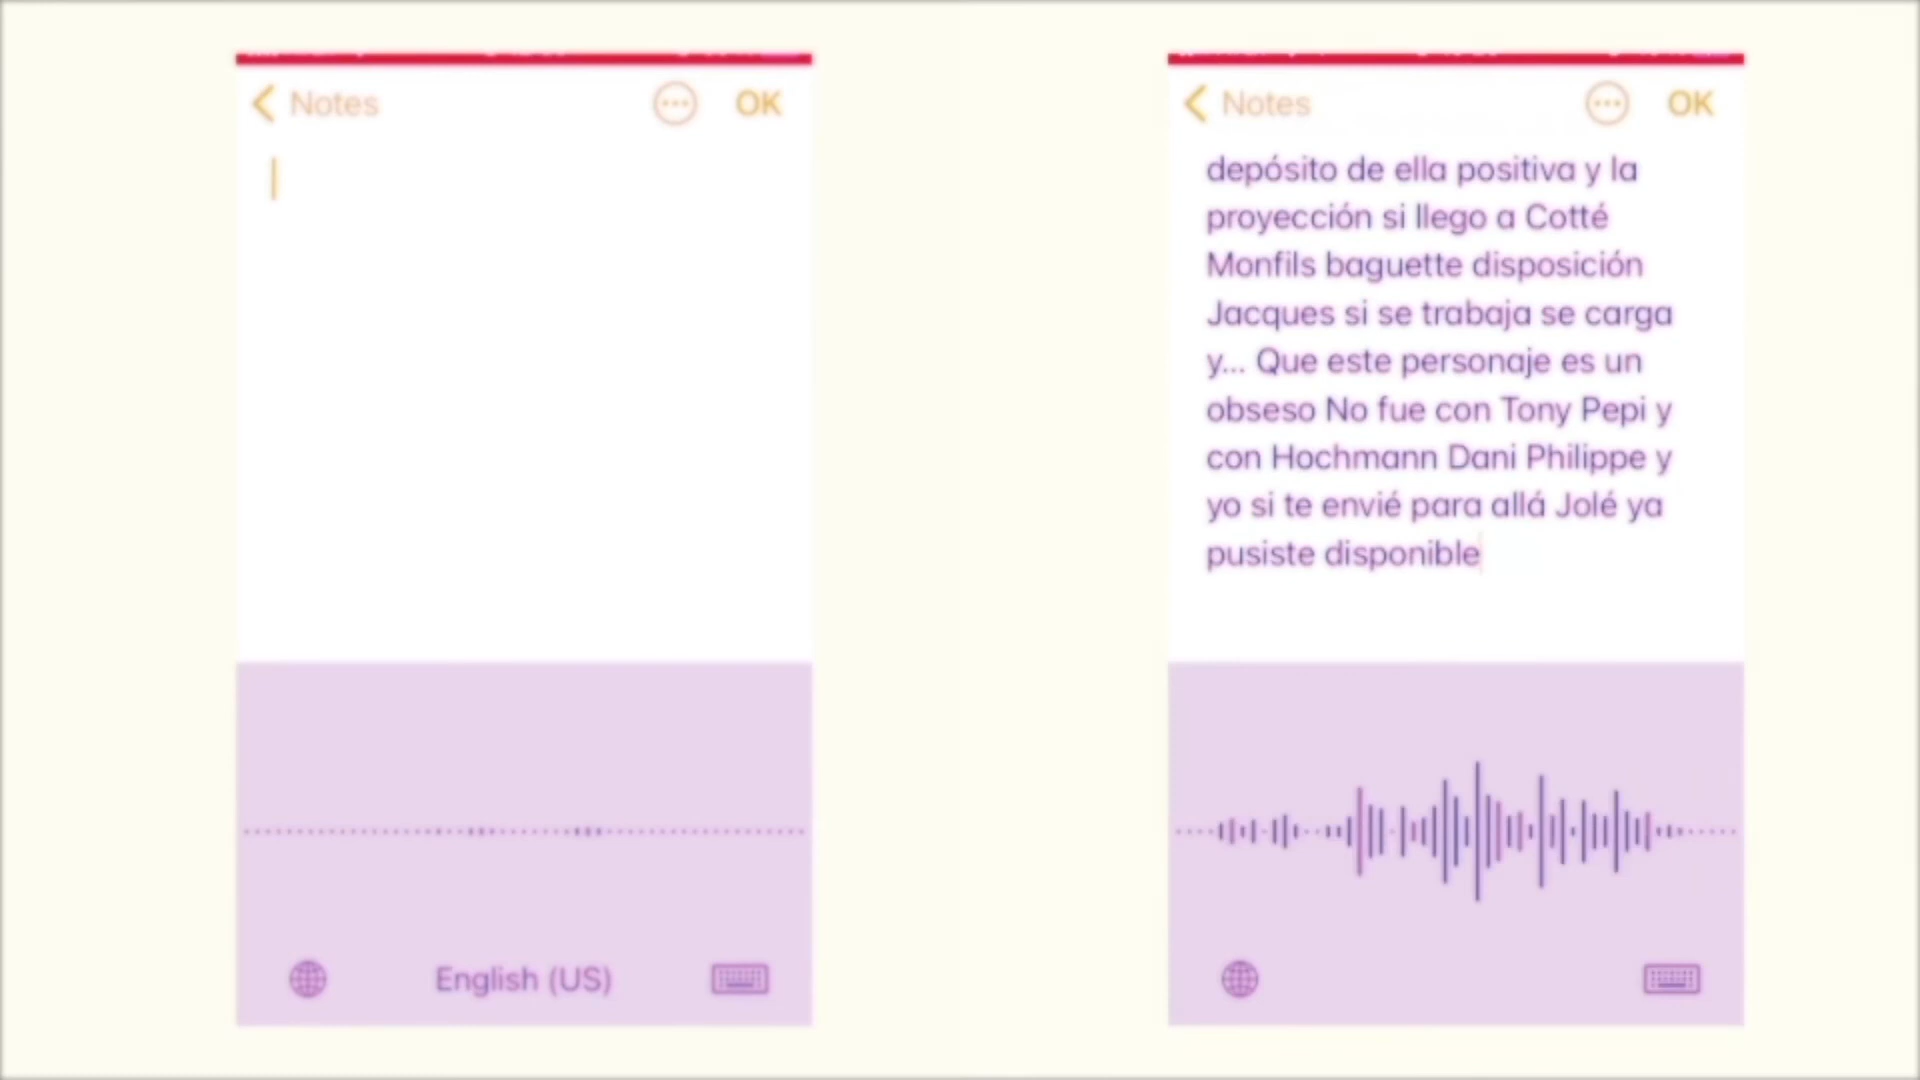 Notes
OK
English (US)
Notes
OK
depósito de ella positiva y la
proyección si llego a Cotté
Monfils baguette disposición
Jacques si se trabaja se carga
y... Que este personaje es un
obseso No fue con Tony Pepi y
con Hochmann Dani Philippe y
yo si te envié para allá Jolé ya
pusiste disponible